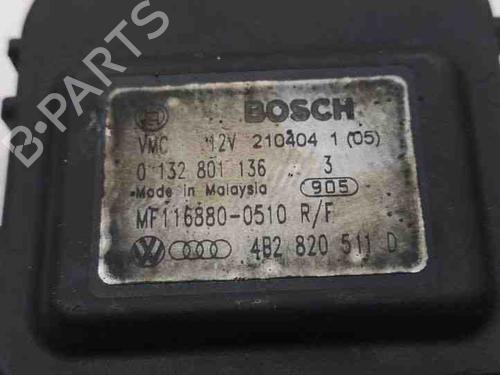 BOSCH
VMC 12V 210404 1 (05)
0 132 801 136 3
Made in Malaysia 905
MF116880-0510 R/F
4B2 820 511 D
B-PARTS